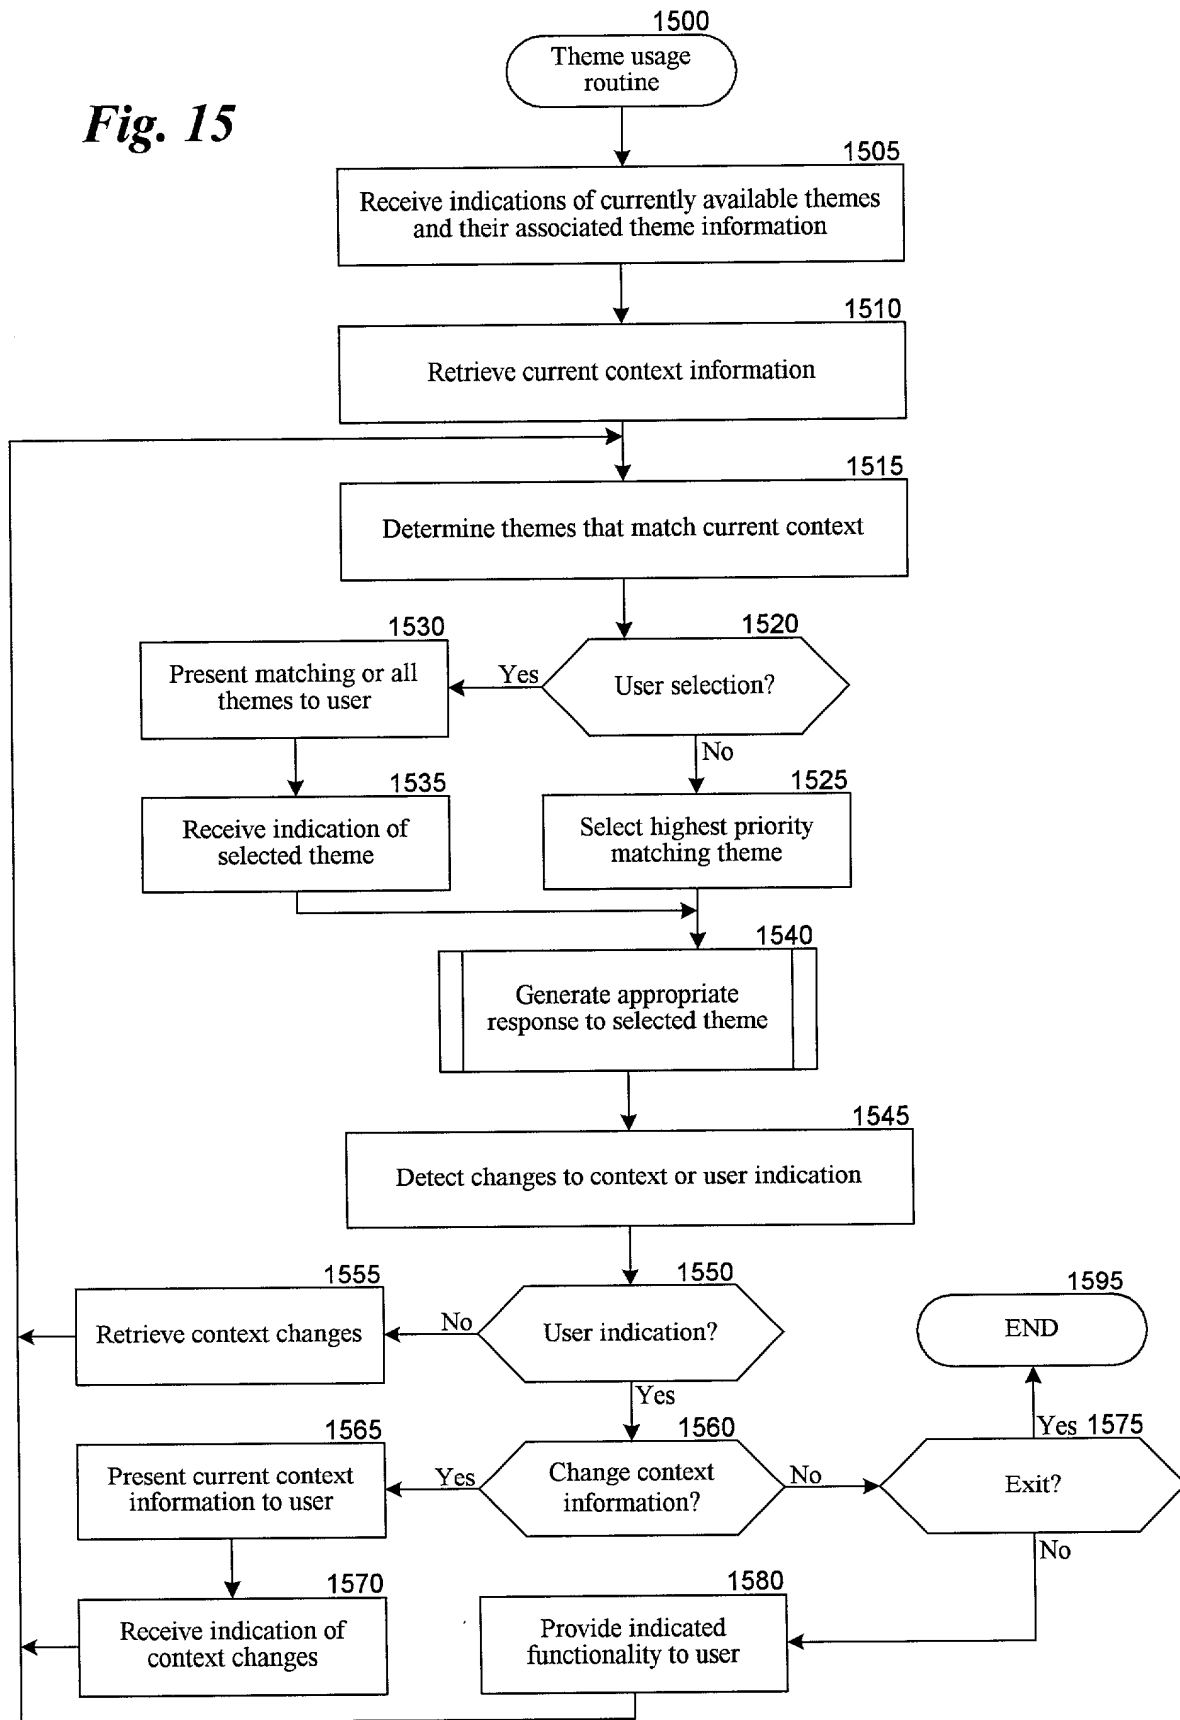 1500
Theme usage
routine
Fig. 15
1505
Receive indications of currently available themes
and their associated theme information
1510
Retrieve current context information
1515
Determine themes that match current context
1530
1520
Present matching or all
themes to user
Yes
User selection?
No
1535
1525
Receive indication of
selected theme
Select highest priority
matching theme
1540
Generate appropriate
response to selected theme
1545
Detect changes to context or user indication
1555
1550
1595
Retrieve context changes
No
User indication?
END
Yes
1565
1560
Yes 1575
Present current context
information to user
Yes
Change context
information?
No
Exit?
No
1570
1580
Receive indication of
context changes
Provide indicated
functionality to user